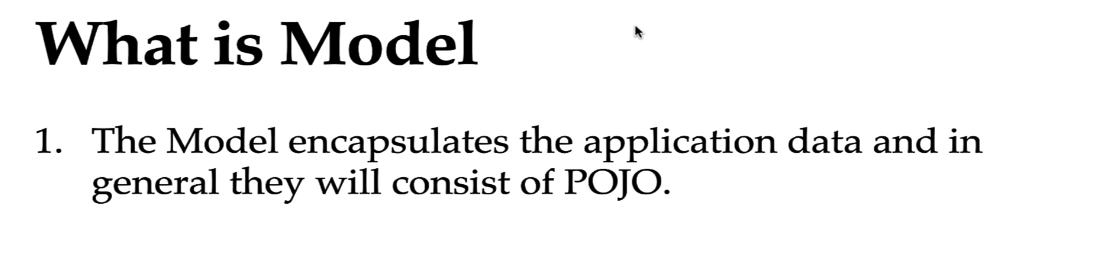 What is Model
1. The Model encapsulates the application data and in
general they will consist of POJO.